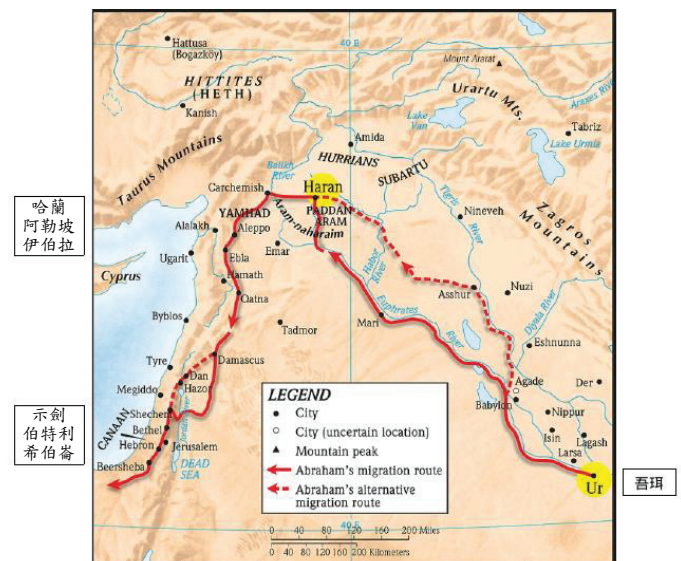 Hattusa
(Bogazköy)
40 E
Mount Ararat
HITTITES
(HETH)
Kanish
Urartu Mts.
Araxes River
Lake
Van
Tabriz
Lake Urmia
Amida
Taurus Mountains
HURRIANS
SUBARTU
Balikh
River
Haran
Carchemish
PADDAN
ARAM
Tigris
River
Nineveh
Zagros
Mountains
哈蘭
阿勒坡
伊伯拉
YAMHAD
Aram-naharaim
Alalakh
Aleppo
Emar
Habor
River
Ugarit
Ebla
Cyprus
Hamath
Qatna
Asshur
Nuzi
Euphrates
River
Diyala River
Byblos
Tadmor
Mari
Eshnunna
Tyre
Damascus
Dan
Hazor
Megiddo
Agade
Der
Babylon
Nippur
Isin
Lagash
Larsa
Ur
吾珥
示劍
伯特利
希伯崙
CANAAN
Shechem
Bethel
Hebron
Jerusalem
Beersheba
DEAD
SEA
LEGEND
City
City (uncertain location)
Mountain peak
Abraham's migration route
Abraham's alternative
migration route
0 40 80 120 160 200 Miles
0 40 80 120 160 200 Kilometers
40 E